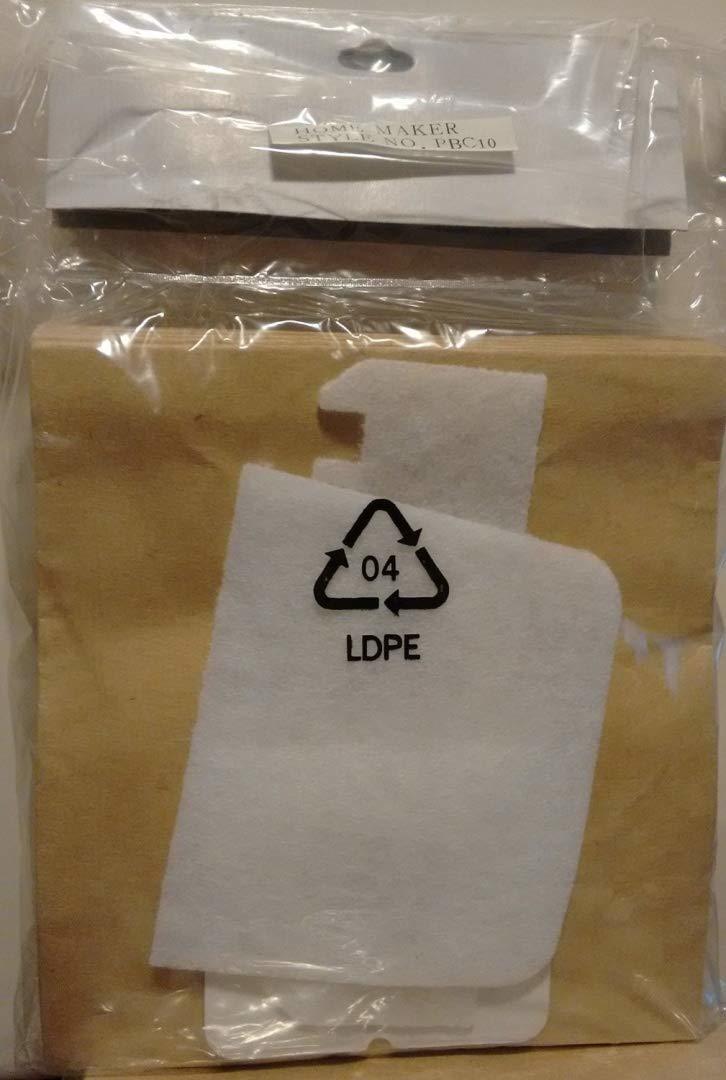 HOME MAKER
STYLE NO. PBC10
04
LDPE